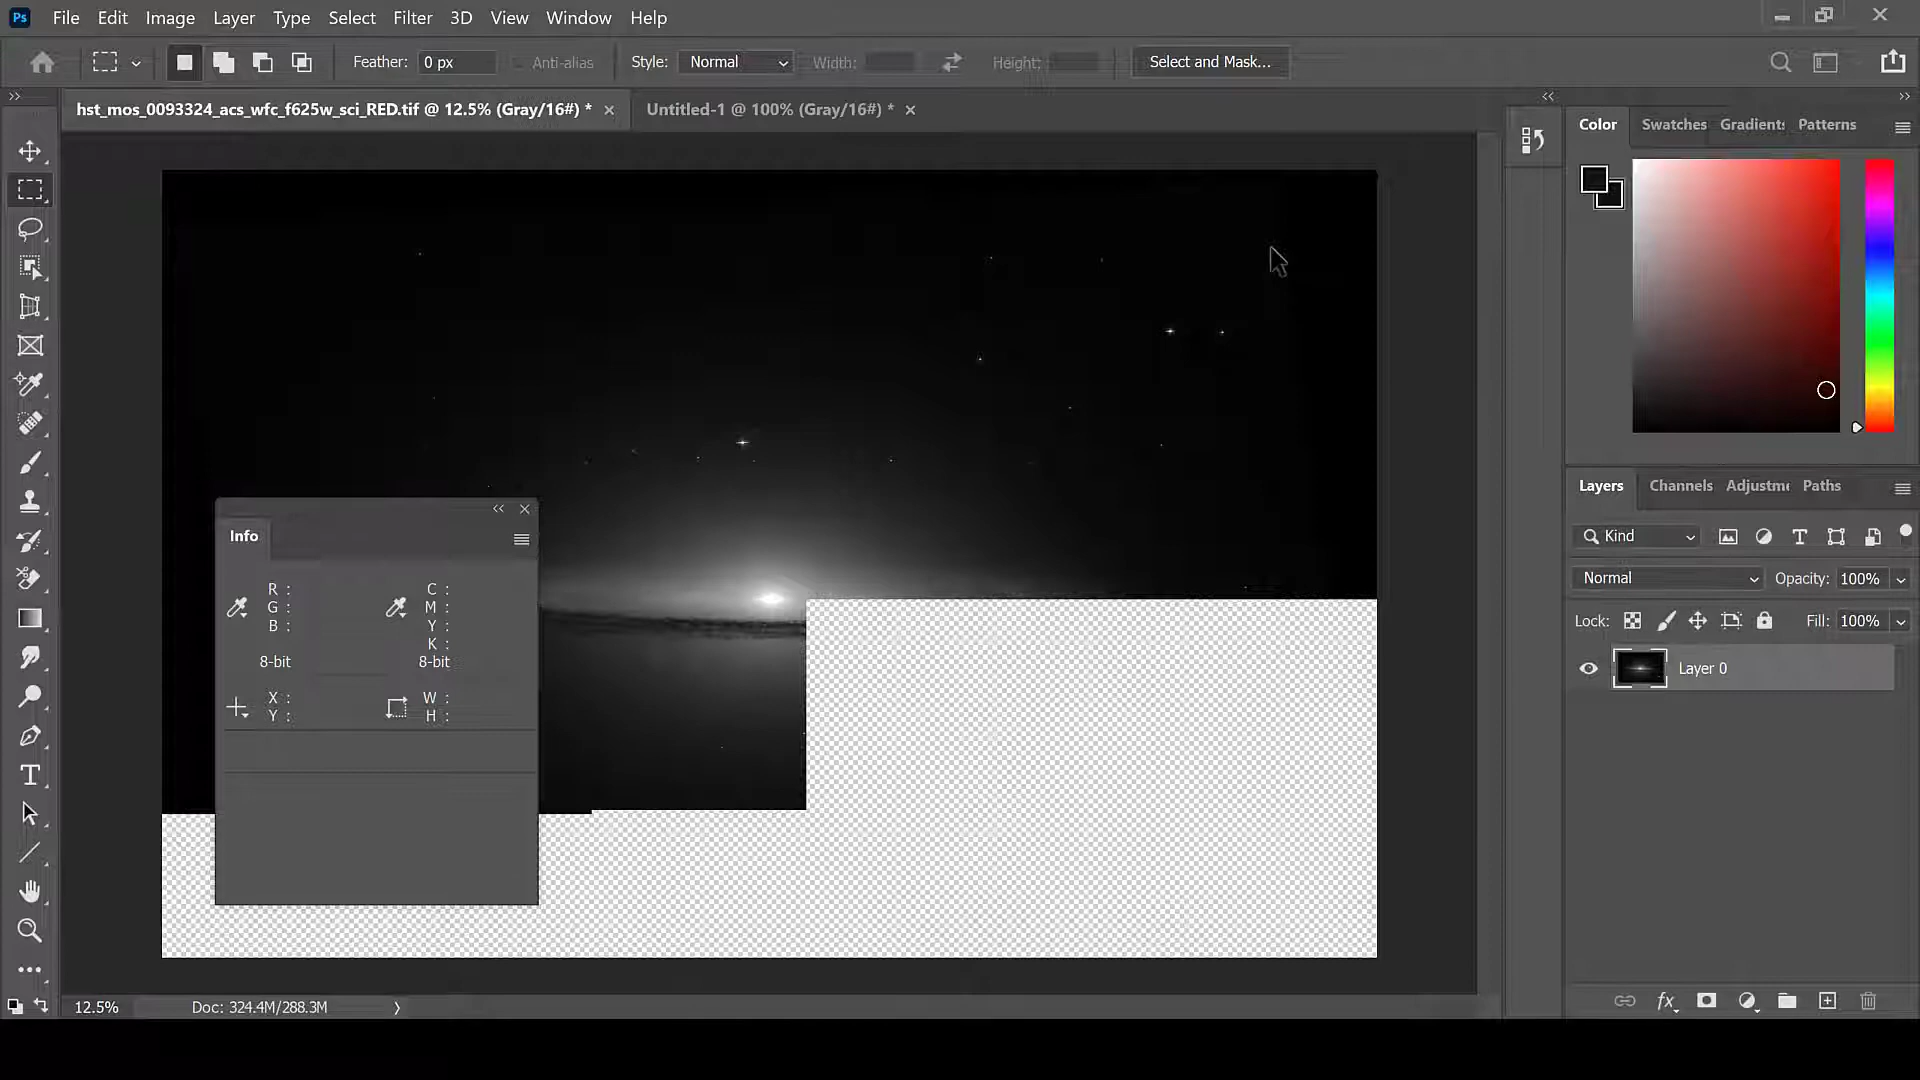 Ps File Edit Image Layer Type Select Filter 3D View Window Help
Feather: 0 px Anti-alias Style: Normal Width: Height: Select and Mask...
hst_mos_0093324_acs_wfc_f625w_sci_RED.tif @ 12.5% (Gray/16#) * × Untitled-1 @ 100% (Gray/16#) * ×
Color Swatches Gradients Patterns
Info
R :
G :
B :
8-bit
C :
M :
Y :
K :
8-bit
X :
Y :
W :
H :
Layers Channels Adjustme Paths
Kind
Normal Opacity: 100%
Lock: Fill: 100%
Layer 0
fx
12.5% Doc: 324.4M/288.3M